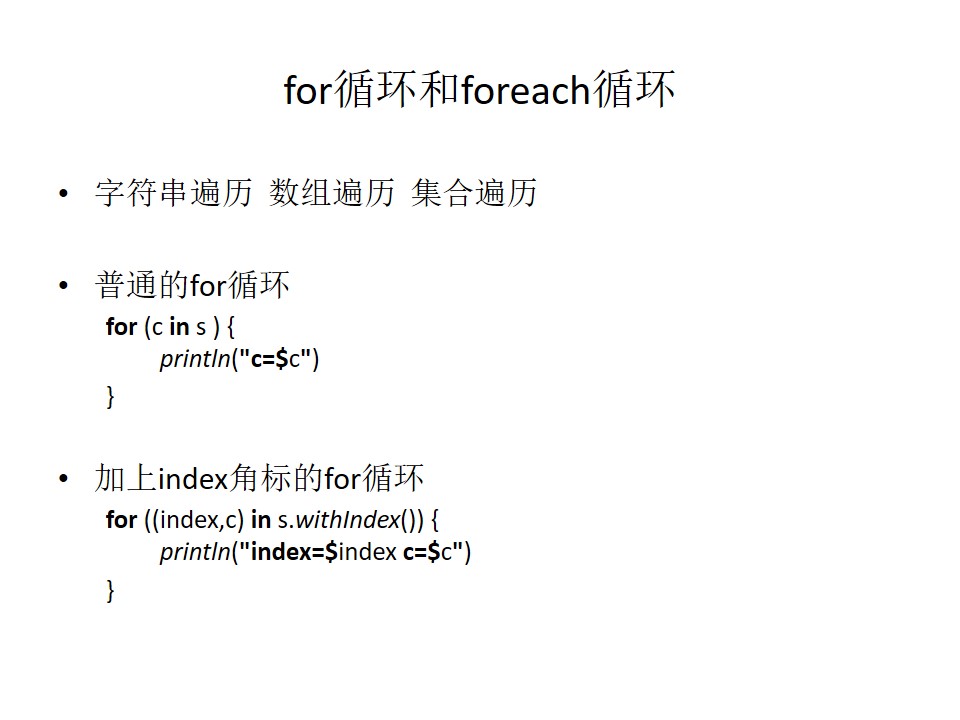 for循环和foreach循环
• 字符串遍历 数组遍历 集合遍历
• 普通的for循环
for (c in s ) {
println("c=$c")
}
• 加上index角标的for循环
for ((index,c) in s.withIndex()) {
println("index=$index c=$c")
}